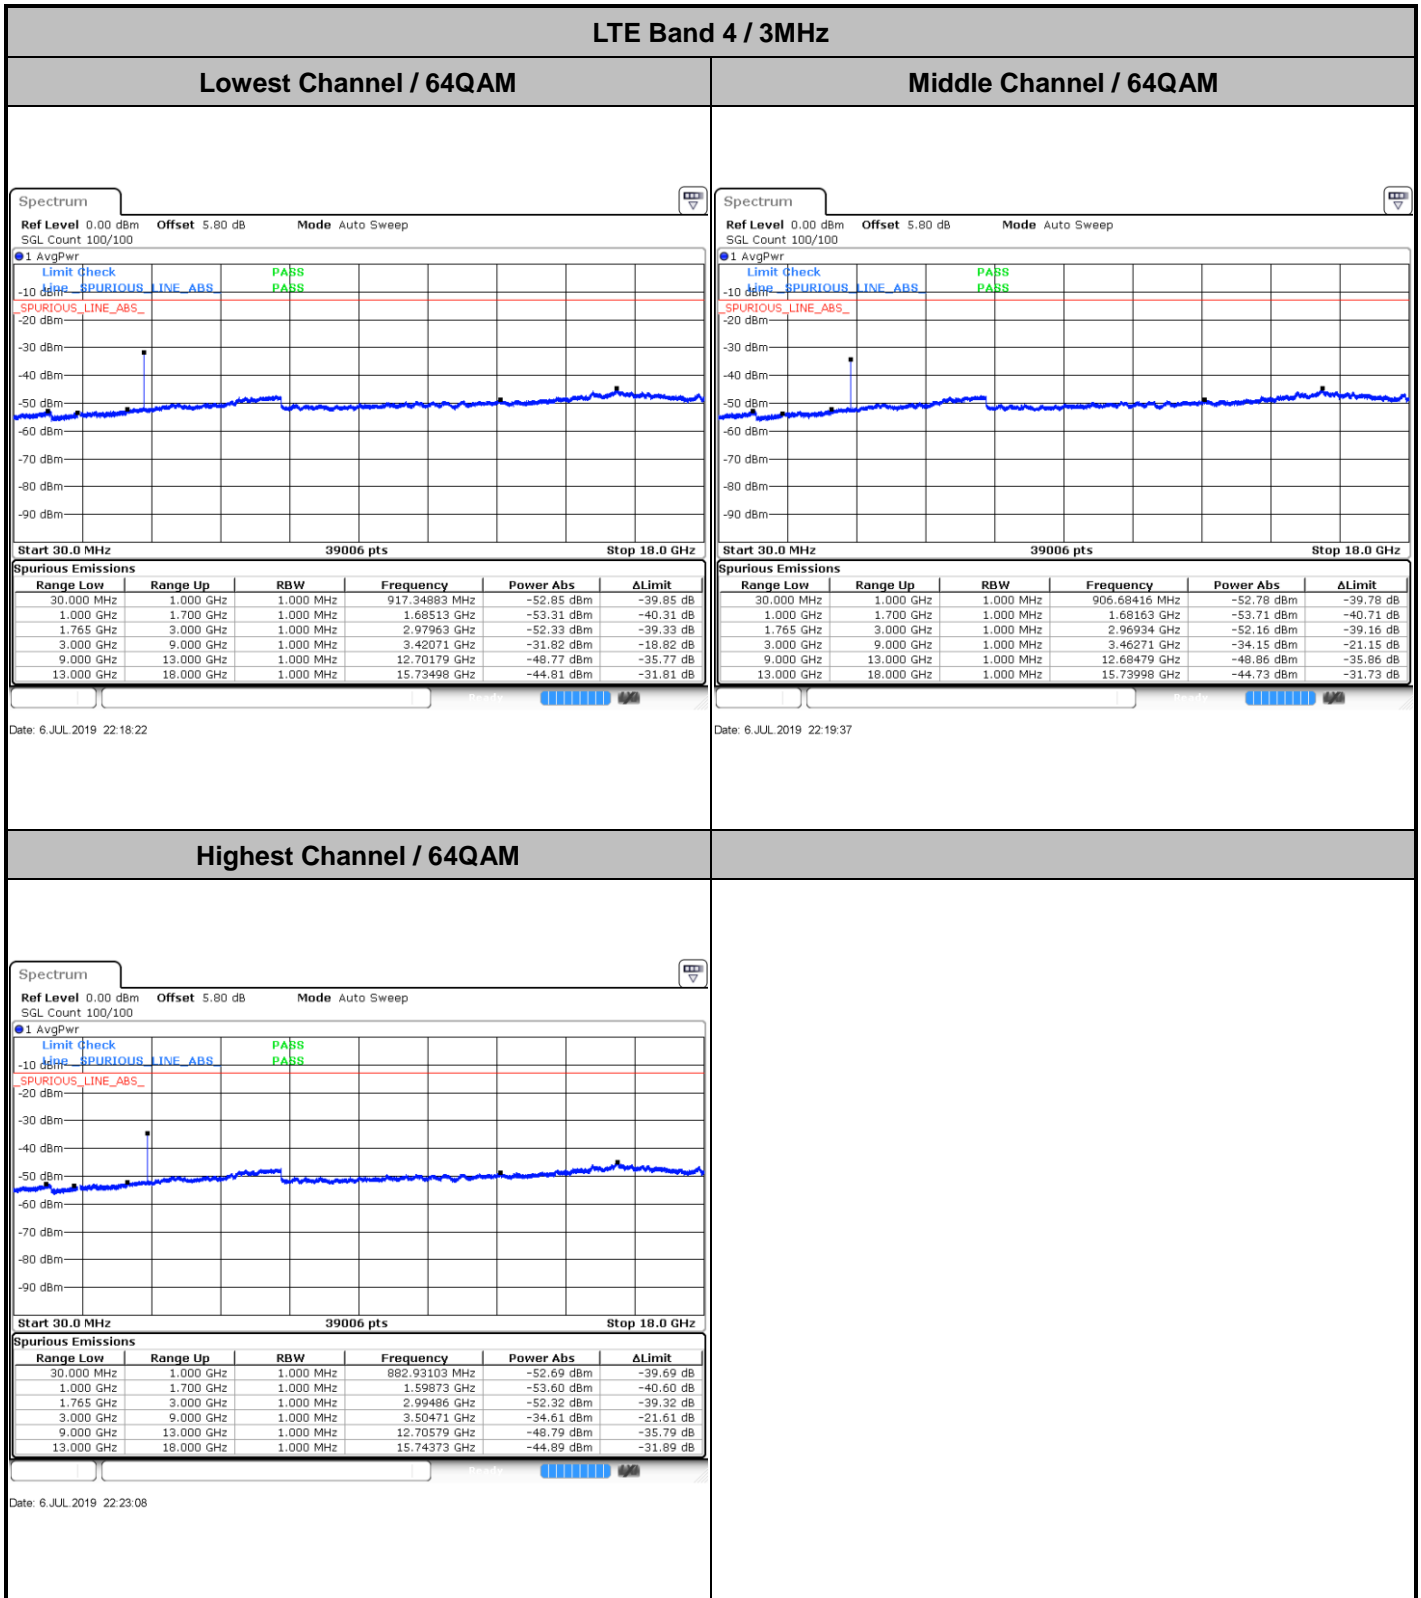 LTE Band 4 / 3MHz
Lowest Channel / 64QAM
Middle Channel / 64QAM
Spectrum
Ref Level 0.00 dBm Offset 5.80 dB Mode Auto Sweep
SGL Count 100/100
1 AvgPwr
Limit Check PASS
Line _SPURIOUS_LINE_ABS_ PASS
-10 dBm
_SPURIOUS_LINE_ABS_
-20 dBm
-30 dBm
-40 dBm
-50 dBm
-60 dBm
-70 dBm
-80 dBm
-90 dBm
Start 30.0 MHz 39006 pts Stop 18.0 GHz
Spurious Emissions
Range Low Range Up RBW Frequency Power Abs ΔLimit
30.000 MHz 1.000 GHz 1.000 MHz 917.34883 MHz -52.85 dBm -39.85 dB
1.000 GHz 1.700 GHz 1.000 MHz 1.68513 GHz -53.31 dBm -40.31 dB
1.765 GHz 3.000 GHz 1.000 MHz 2.97963 GHz -52.33 dBm -39.33 dB
3.000 GHz 9.000 GHz 1.000 MHz 3.42071 GHz -31.82 dBm -18.82 dB
9.000 GHz 13.000 GHz 1.000 MHz 12.70179 GHz -48.77 dBm -35.77 dB
13.000 GHz 18.000 GHz 1.000 MHz 15.73498 GHz -44.81 dBm -31.81 dB
Ready
Date: 6.JUL.2019 22:18:22
Spectrum
Ref Level 0.00 dBm Offset 5.80 dB Mode Auto Sweep
SGL Count 100/100
1 AvgPwr
Limit Check PASS
Line _SPURIOUS_LINE_ABS_ PASS
-10 dBm
_SPURIOUS_LINE_ABS_
-20 dBm
-30 dBm
-40 dBm
-50 dBm
-60 dBm
-70 dBm
-80 dBm
-90 dBm
Start 30.0 MHz 39006 pts Stop 18.0 GHz
Spurious Emissions
Range Low Range Up RBW Frequency Power Abs ΔLimit
30.000 MHz 1.000 GHz 1.000 MHz 906.68416 MHz -52.78 dBm -39.78 dB
1.000 GHz 1.700 GHz 1.000 MHz 1.68163 GHz -53.71 dBm -40.71 dB
1.765 GHz 3.000 GHz 1.000 MHz 2.96934 GHz -52.16 dBm -39.16 dB
3.000 GHz 9.000 GHz 1.000 MHz 3.46271 GHz -34.15 dBm -21.15 dB
9.000 GHz 13.000 GHz 1.000 MHz 12.68479 GHz -48.86 dBm -35.86 dB
13.000 GHz 18.000 GHz 1.000 MHz 15.73998 GHz -44.73 dBm -31.73 dB
Ready
Date: 6.JUL.2019 22:19:37
Highest Channel / 64QAM
Spectrum
Ref Level 0.00 dBm Offset 5.80 dB Mode Auto Sweep
SGL Count 100/100
1 AvgPwr
Limit Check PASS
Line _SPURIOUS_LINE_ABS_ PASS
-10 dBm
_SPURIOUS_LINE_ABS_
-20 dBm
-30 dBm
-40 dBm
-50 dBm
-60 dBm
-70 dBm
-80 dBm
-90 dBm
Start 30.0 MHz 39006 pts Stop 18.0 GHz
Spurious Emissions
Range Low Range Up RBW Frequency Power Abs ΔLimit
30.000 MHz 1.000 GHz 1.000 MHz 882.93103 MHz -52.69 dBm -39.69 dB
1.000 GHz 1.700 GHz 1.000 MHz 1.59873 GHz -53.60 dBm -40.60 dB
1.765 GHz 3.000 GHz 1.000 MHz 2.99486 GHz -52.32 dBm -39.32 dB
3.000 GHz 9.000 GHz 1.000 MHz 3.50471 GHz -34.61 dBm -21.61 dB
9.000 GHz 13.000 GHz 1.000 MHz 12.70579 GHz -48.79 dBm -35.79 dB
13.000 GHz 18.000 GHz 1.000 MHz 15.74373 GHz -44.89 dBm -31.89 dB
Ready
Date: 6.JUL.2019 22:23:08